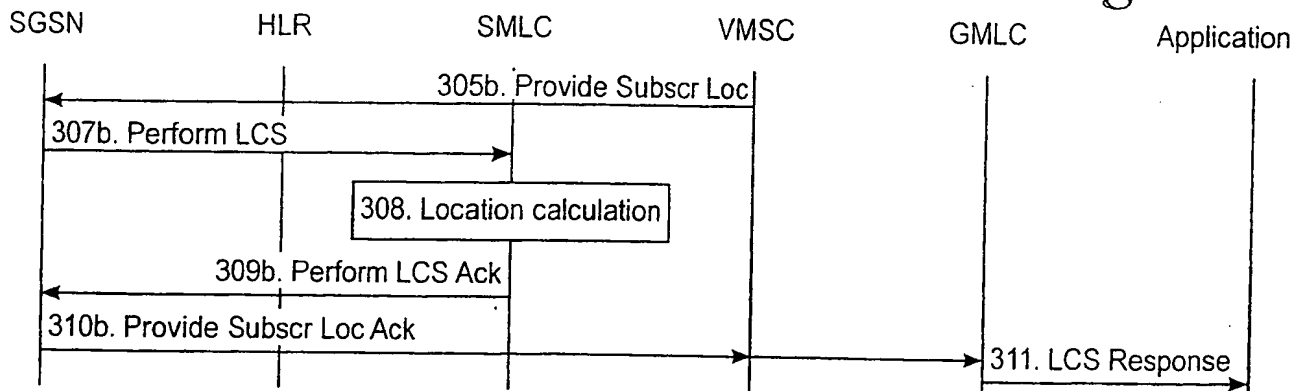 SGSN HLR SMLC VMSC GMLC Application
305b. Provide Subscr Loc
307b. Perform LCS
308. Location calculation
309b. Perform LCS Ack
310b. Provide Subscr Loc Ack
311. LCS Response